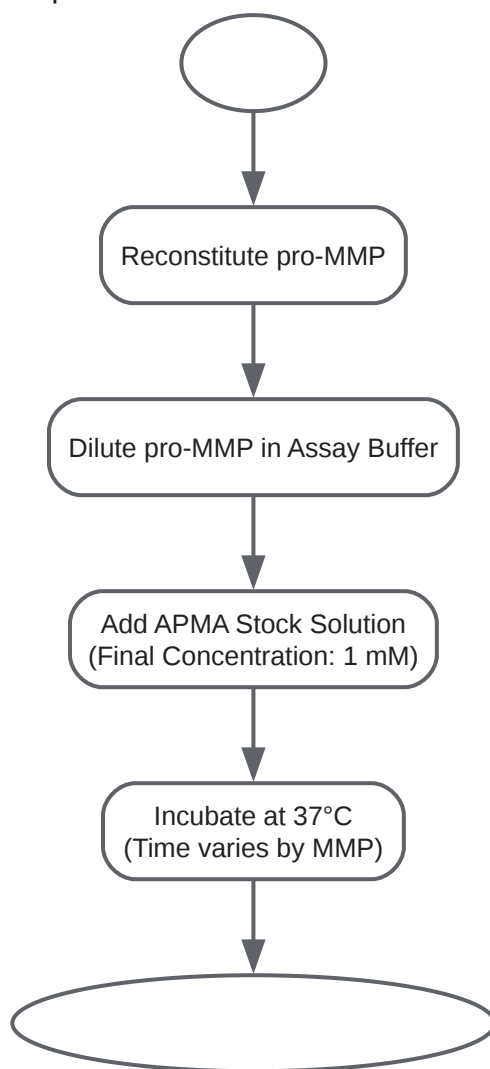 Reconstitute pro-MMP
Dilute pro-MMP in Assay Buffer
Add APMA Stock Solution
(Final Concentration: 1 mM)
Incubate at 37°C
(Time varies by MMP)